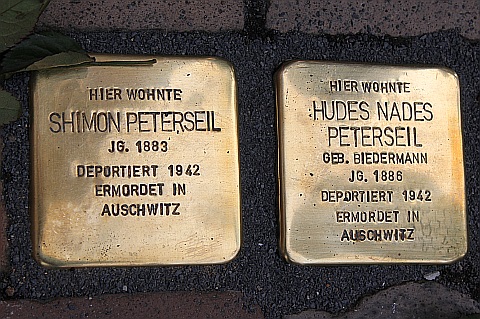 HIER WOHNTE
SHIMON PETERSEIL
JG. 1883
DEPORTIERT 1942
ERMORDET IN
AUSCHWITZ
HIER WOHNTE
HUDES NADES
PETERSEIL
GEB. BIEDERMANN
JG. 1886
DEPORTIERT 1942
ERMORDET IN
AUSCHWITZ